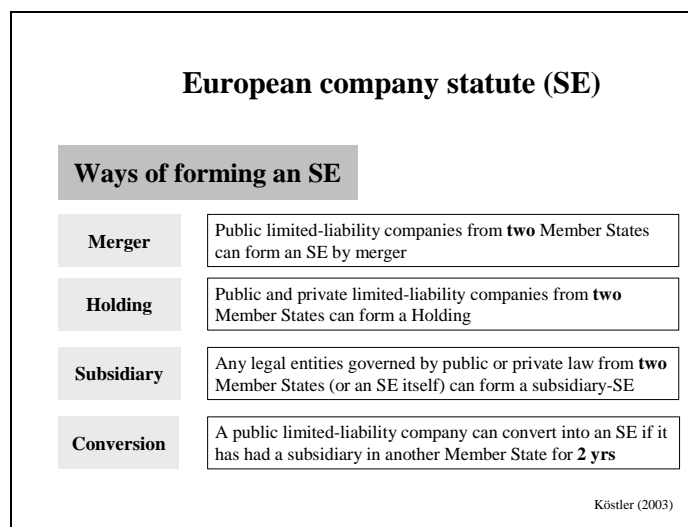 European company statute (SE)
Ways of forming an SE
Merger
Public limited-liability companies from two Member States
can form an SE by merger
Holding
Public and private limited-liability companies from two
Member States can form a Holding
Subsidiary
Any legal entities governed by public or private law from two
Member States (or an SE itself) can form a subsidiary-SE
Conversion
A public limited-liability company can convert into an SE if it
has had a subsidiary in another Member State for 2 yrs
Köstler (2003)